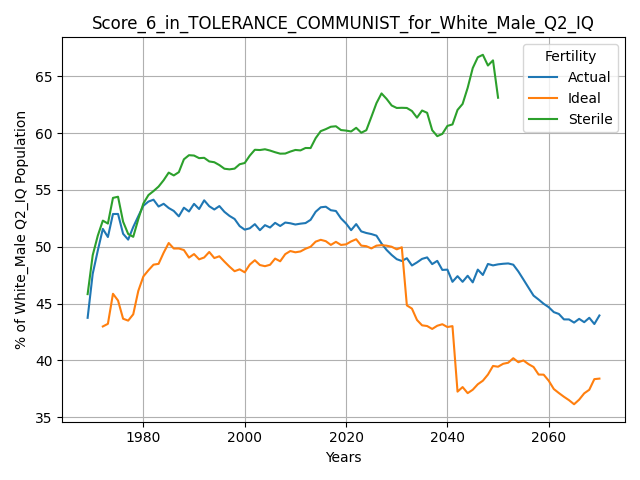 Score_6_in_TOLERANCE_COMMUNIST_for_White_Male_Q2_IQ
% of White_Male Q2_IQ Population
65
60
55
50
45
40
35
Fertility
Actual
Ideal
Sterile
1980
2000
2020
2040
2060
Years